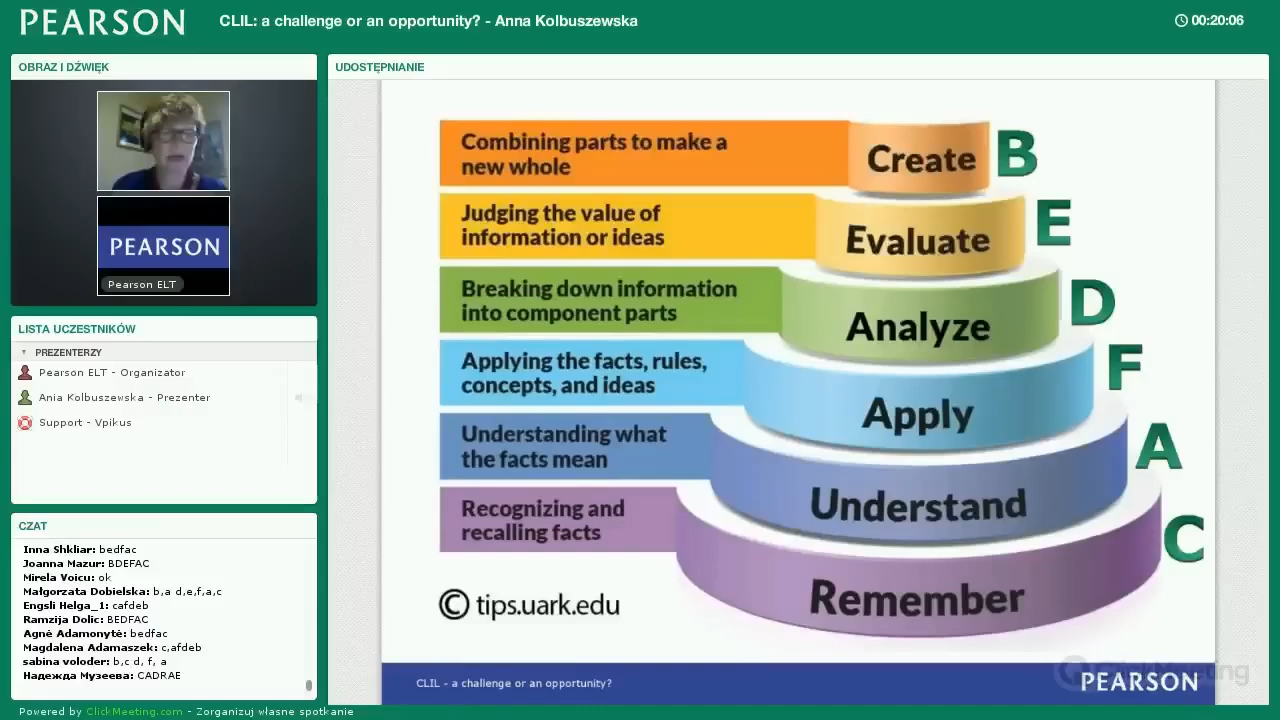 PEARSON
CLIL: a challenge or an opportunity? - Anna Kolbuszewska
00:20:06
OBRAZ I DŹWIĘK
PEARSON
Pearson ELT
LISTA UCZESTNIKÓW
PREZENTERZY
Pearson ELT - Organizator
Ania Kolbuszewska - Prezenter
Support - Vpikus
CZAT
Inna Shkliar: bedfac
Joanna Mazur: BDEFAC
Mirela Voicu: ok
Małgorzata Dobielska: b,a d,e,f,a,c
Engsli Helga_1: cafdeb
Ramzija Dolic: BEDFAC
Agnė Adamonytė: bedfac
Magdalena Adamaszek: c,afdeb
sabina voloder: b,c d, f, a
Надежда Музеева: CADRAE
Powered by ClickMeeting.com - Zorganizuj własne spotkanie
UDOSTĘPNIANIE
Combining parts to make a
new whole
Create B
Judging the value of
information or ideas
Evaluate E
Breaking down information
into component parts
Analyze D
Applying the facts, rules,
concepts, and ideas
Apply F
Understanding what
the facts mean
Understand A
Recognizing and
recalling facts
Remember C
© tips.uark.edu
CLIL - a challenge or an opportunity?
ClickMeeting
PEARSON